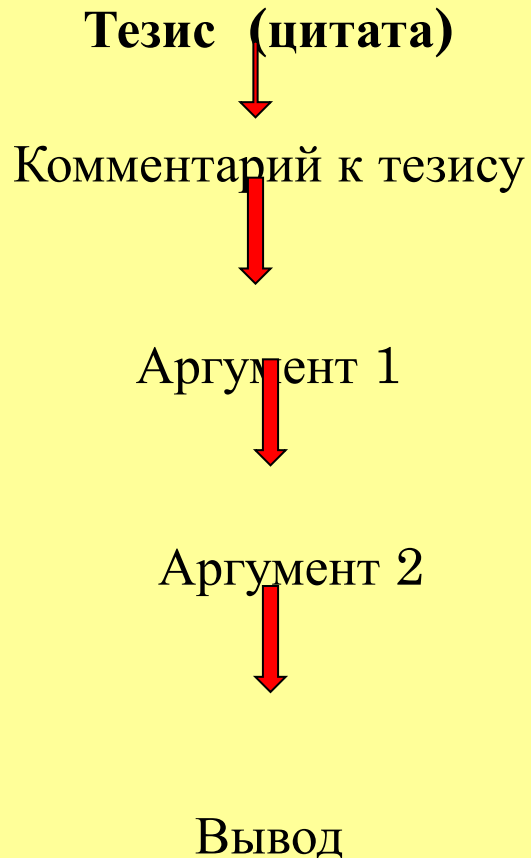 Тезис (цитата)
Комментарий к тезису
Аргумент 1
Аргумент 2
Вывод